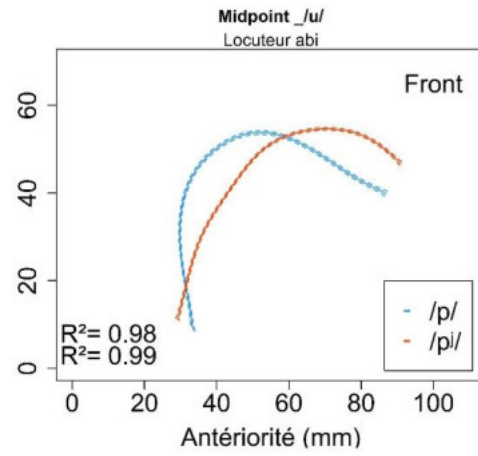 Midpoint _/u/
Locuteur abi
Front
60
40
20
0
R²= 0.98
R²= 0.99
/p/
/pʲ/
0 20 40 60 80 100
Antériorité (mm)